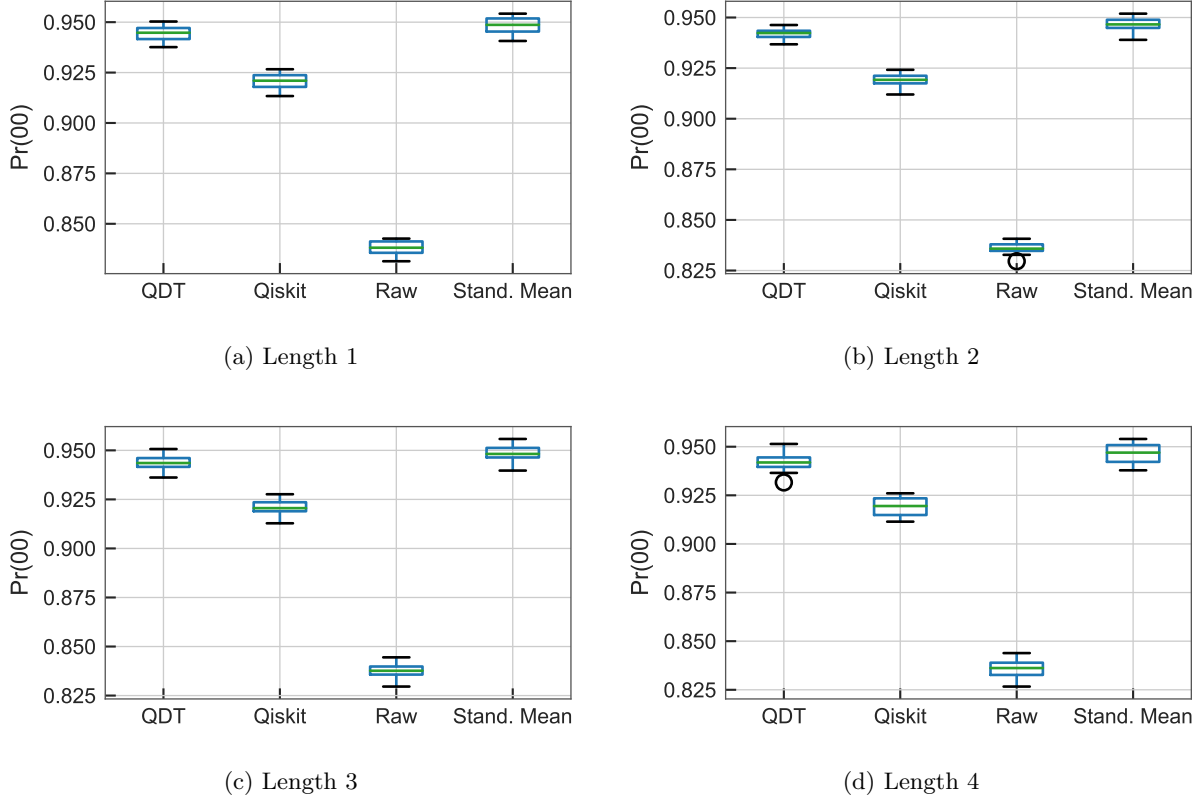 Pr(00)
0.950
0.925
0.900
0.875
0.850
QDT Qiskit Raw Stand. Mean
(a) Length 1
Pr(00)
0.950
0.925
0.900
0.875
0.850
0.825
QDT Qiskit Raw Stand. Mean
(b) Length 2
Pr(00)
0.950
0.925
0.900
0.875
0.850
0.825
QDT Qiskit Raw Stand. Mean
(c) Length 3
Pr(00)
0.950
0.925
0.900
0.875
0.850
0.825
QDT Qiskit Raw Stand. Mean
(d) Length 4